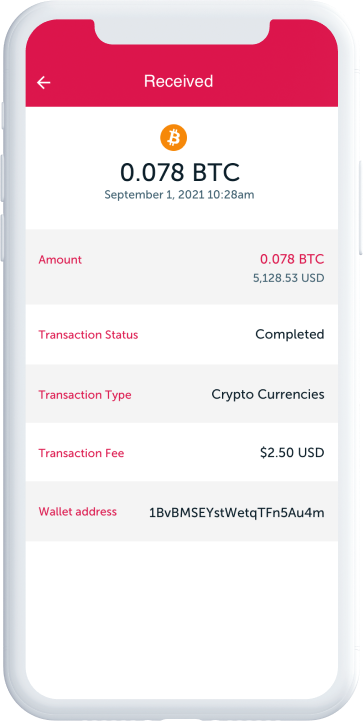 Received
0.078 BTC
September 1, 2021 10:28am
Amount 0.078 BTC
5,128.53 USD
Transaction Status Completed
Transaction Type Crypto Currencies
Transaction Fee $2.50 USD
Wallet address 1BvBMSEYstWetqTFn5Au4m